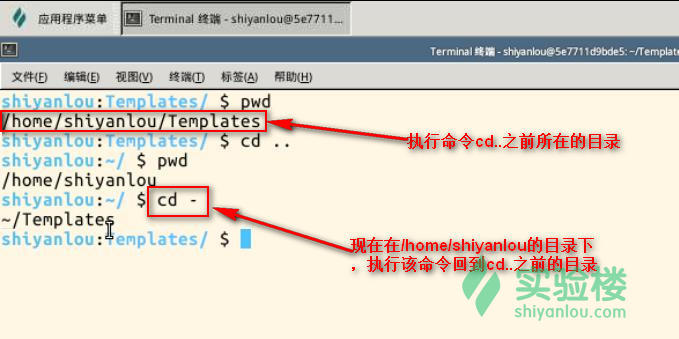 应用程序菜单
Terminal 终端 - shiyanlou@5e7711...
Terminal 终端 - shiyanlou@5e7711d9bde5: ~/Templates
文件(F) 编辑(E) 视图(V) 终端(T) 标签(A) 帮助(H)
shiyanlou:Templates/ $ pwd
/home/shiyanlou/Templates
shiyanlou:Templates/ $ cd ..
执行命令cd..之前所在的目录
shiyanlou:~/ $ pwd
/home/shiyanlou
shiyanlou:~/ $ cd -
~/Templates
shiyanlou:Templates/ $
现在在/home/shiyanlou的目录下
，执行该命令回到cd..之前的目录
实验楼
shiyanlou.com